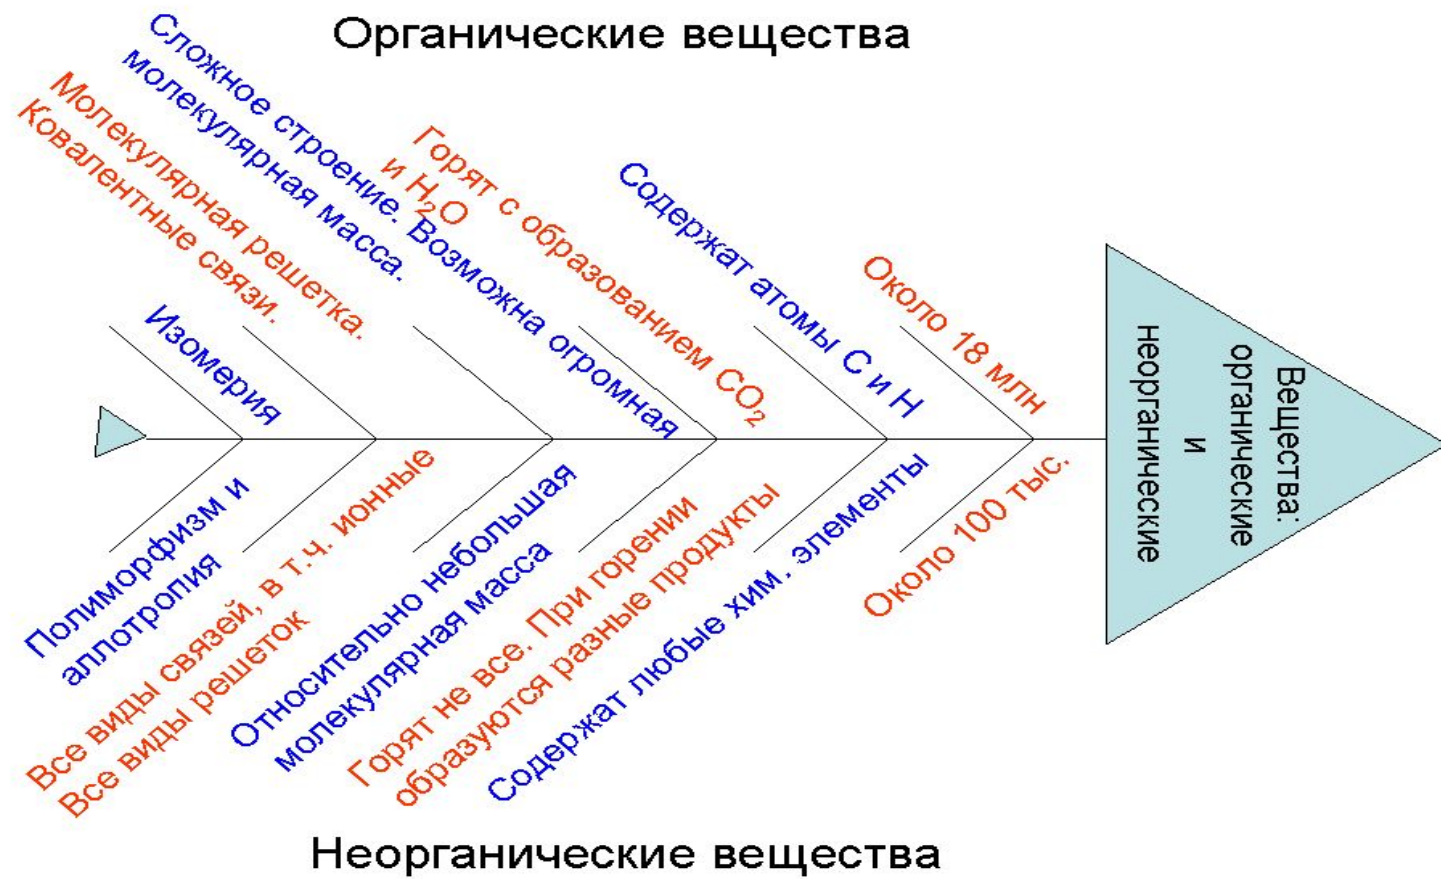 Органические вещества
Сложное строение. Возможна огромная
молекулярная масса.
Молекулярная решетка.
Ковалентные связи.
Горят с образованием CO₂
и H₂O
Содержат атомы С и Н
Около 18 млн
Изомерия
Вещества:
органические
и
неорганические
Полиморфизм и
аллотропия
Все виды связей, в т.ч. ионные
Все виды решеток
Относительно небольшая
молекулярная масса
Горят не все. При горении
образуются разные продукты
Содержат любые хим. элементы
Около 100 тыс.
Неорганические вещества